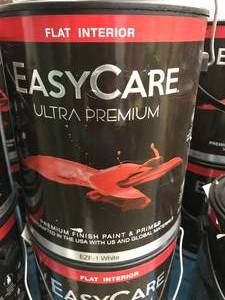 FLAT INTERIOR
EASYCARE
ULTRA PREMIUM
PREMIUM FINISH PAINT & PRIMER
IN THE USA WITH US AND GLOBAL MATERIALS
EZF-1 White
FLAT INTERIOR
EASYCARE
PREMIUM